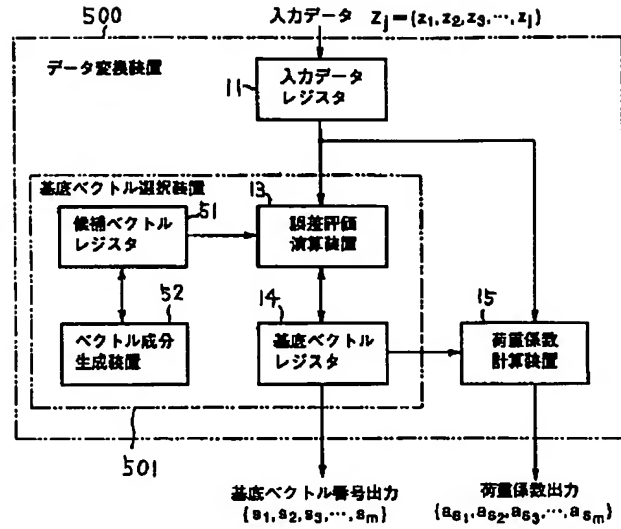 500
入力データ Zj={z1,z2,z3,…,zj}
データ変換装置
11
入力データ
レジスタ
基底ベクトル選択装置
51
候補ベクトル
レジスタ
13
誤差評価
演算装置
52
ベクトル成分
生成装置
14
基底ベクトル
レジスタ
15
荷重係数
計算装置
501
基底ベクトル番号出力
{s1,s2,s3,…,sm}
荷重係数出力
{as1,as2,as3,…,asm}